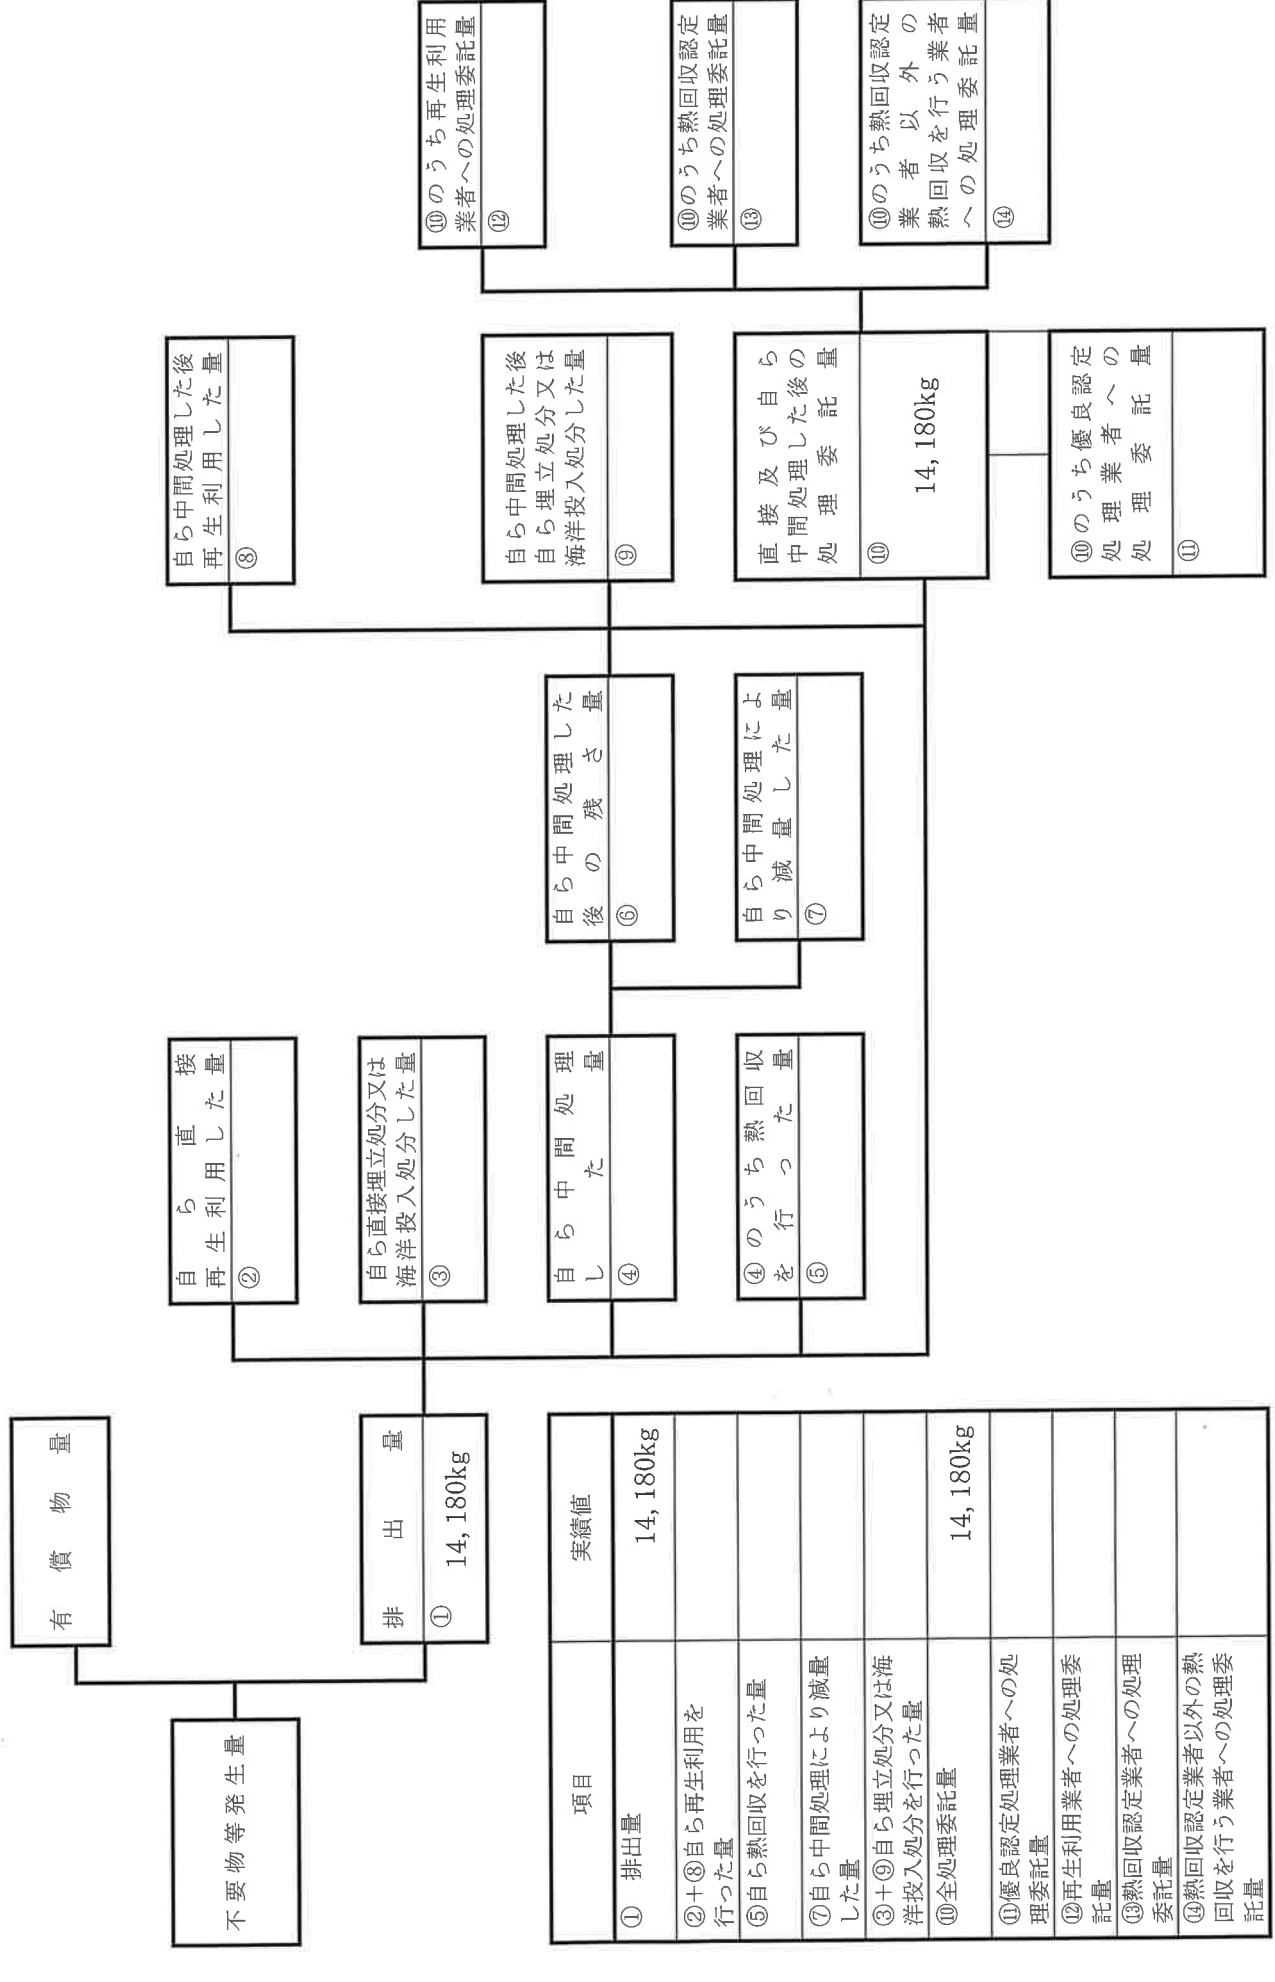 不要物等発生量
有償物量
排出量
① 14,180kg
自ら直接
再生利用した量
②
自ら直接埋立処分又は
海洋投入処分した量
③
自ら中間処理
した量
④
④のうち熱回収
を行った量
⑤
自ら中間処理した
後の残さ量
⑥
自ら中間処理によ
り減量した量
⑦
自ら中間処理した後
再生利用した量
⑧
自ら中間処理した後
自ら埋立処分又は
海洋投入処分した量
⑨
直接及び自ら
中間処理した後の
処理委託量
⑩
14,180kg
⑩のうち優良認定
処理業者への
処理委託量
⑪
⑩のうち再生利用
業者への処理委託量
⑫
⑩のうち熱回収認定
業者への処理委託量
⑬
⑩のうち熱回収認定
業者以外の
熱回収を行う業者
への処理委託量
⑭
項目 実績値
① 排出量 14,180kg
②+⑧自ら再生利用を
行った量
⑤自ら熱回収を行った量
⑦自ら中間処理により減量
した量
③+⑨自ら埋立処分又は海
洋投入処分を行った量
⑩全処理委託量 14,180kg
⑪優良認定処理業者への処
理委託量
⑫再生利用業者への処理委
託量
⑬熱回収認定業者への処理
委託量
⑭熱回収認定業者以外の熱
回収を行う業者への処理委
託量